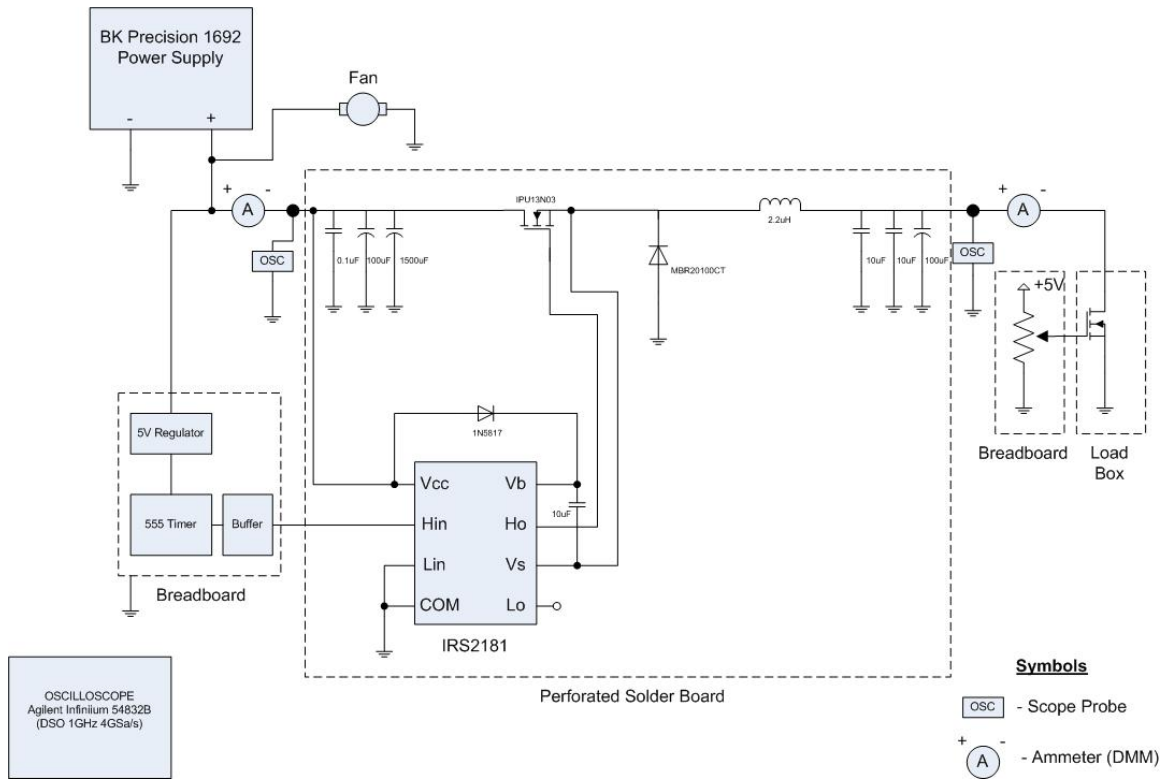 BK Precision 1692
Power Supply
-
+
Fan
+
-
A
OSC
0.1uF
100uF
1500uF
IPU13N03
MBR20100CT
2.2uH
10uF
10uF
100uF
OSC
+
-
A
+5V
Breadboard
Load
Box
5V Regulator
555 Timer
Buffer
Breadboard
1N5817
Vcc
Vb
Hin
Ho
Lin
Vs
COM
Lo
10uF
IRS2181
Perforated Solder Board
OSCILLOSCOPE
Agilent Infiniium 54832B
(DSO 1GHz 4GSa/s)
Symbols
OSC - Scope Probe
+ -
A - Ammeter (DMM)